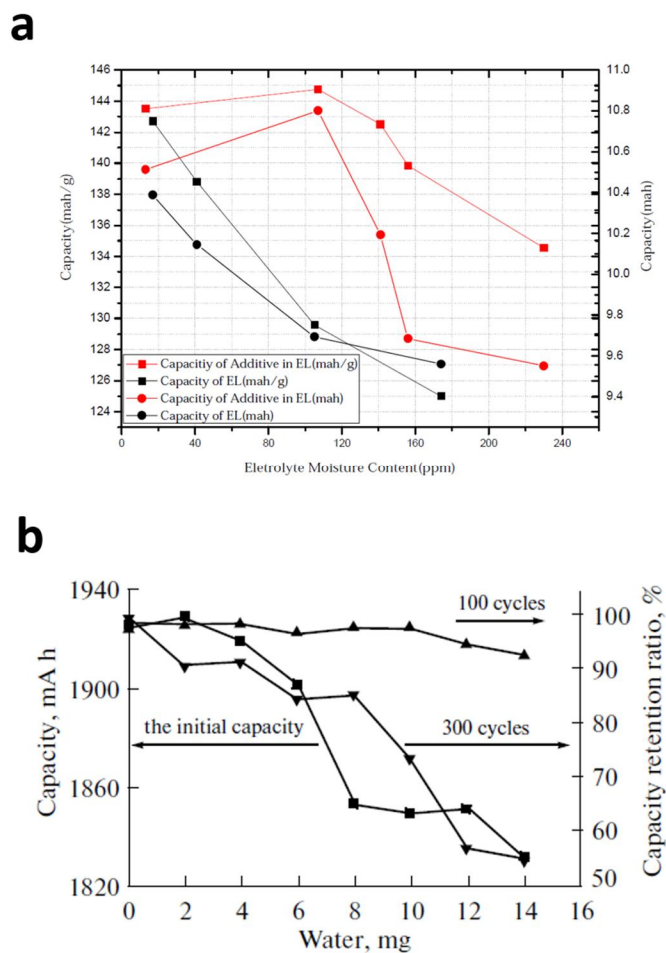 a
146
144
142
140
138
136
134
132
130
128
126
124
Capacity(mah/g)
11.0
10.8
10.6
10.4
10.2
10.0
9.8
9.6
9.4
Capacity(mah)
Capacitiy of Additive in EL(mah/g)
Capacity of EL(mah/g)
Capacitiy of Additive in EL(mah)
Capacity of EL(mah)
0 40 80 120 160 200 240
Eletrolyte Moisture Content(ppm)
b
1940
1900
1860
1820
Capacity, mA h
100 cycles
the initial capacity
300 cycles
100
90
80
70
60
50
Capacity retention ratio, %
0 2 4 6 8 10 12 14 16
Water, mg